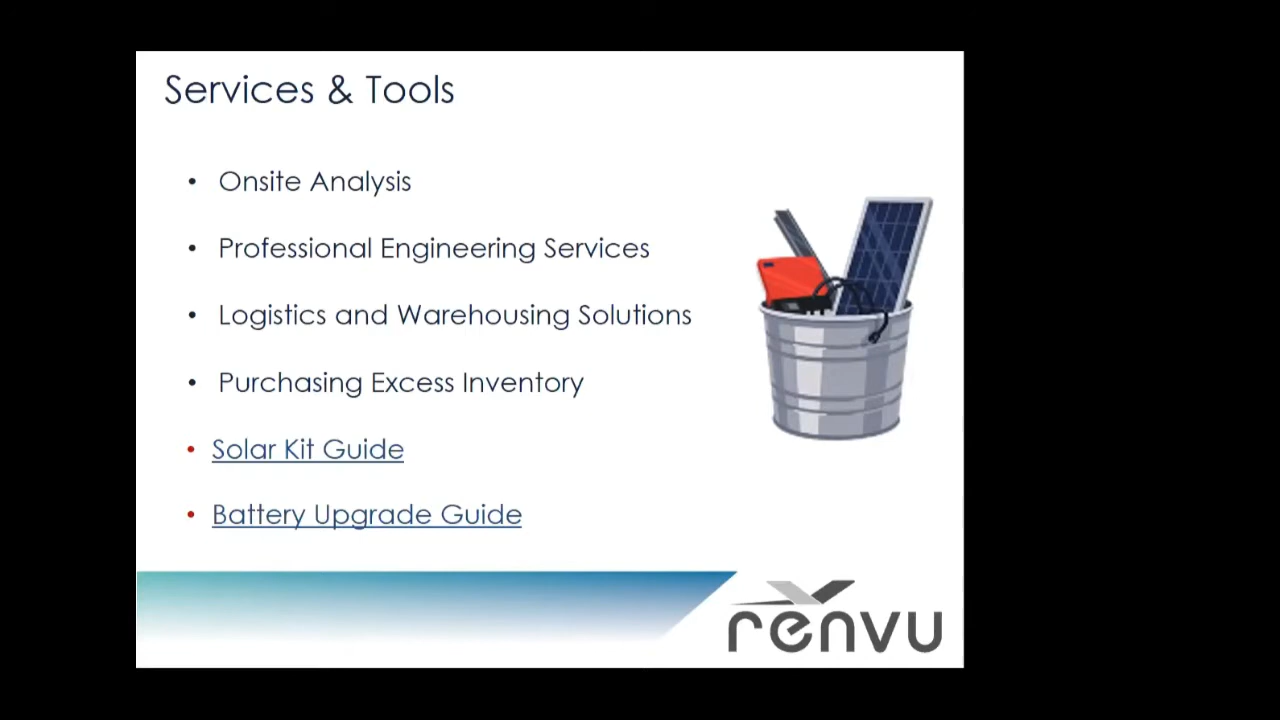 Services & Tools
• Onsite Analysis
• Professional Engineering Services
• Logistics and Warehousing Solutions
• Purchasing Excess Inventory
• Solar Kit Guide
• Battery Upgrade Guide
renvu